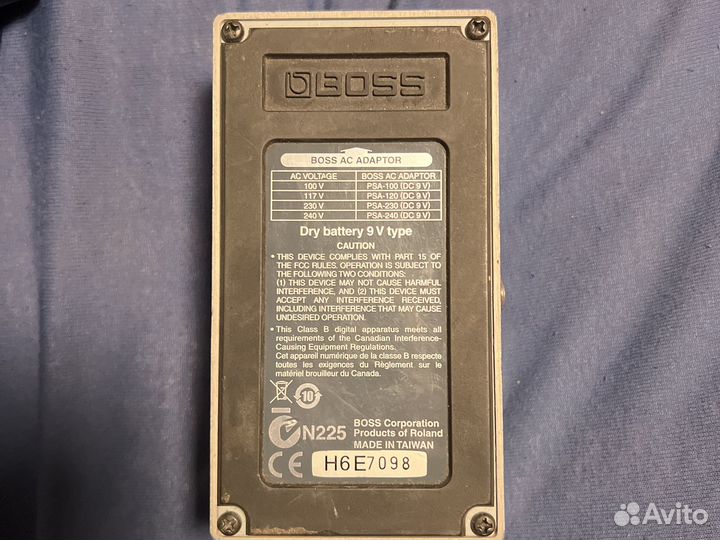 BOSS
BOSS AC ADAPTOR
AC VOLTAGE BOSS AC ADAPTOR
100 V PSA-100 (DC 9 V)
117 V PSA-120 (DC 9 V)
230 V PSA-230 (DC 9 V)
240 V PSA-240 (DC 9 V)
Dry battery 9 V type
CAUTION
• THIS DEVICE COMPLIES WITH PART 15 OF
THE FCC RULES. OPERATION IS SUBJECT TO
THE FOLLOWING TWO CONDITIONS:
(1) THIS DEVICE MAY NOT CAUSE HARMFUL
INTERFERENCE, AND (2) THIS DEVICE MUST
ACCEPT ANY INTERFERENCE RECEIVED,
INCLUDING INTERFERENCE THAT MAY CAUSE
UNDESIRED OPERATION.
• This Class B digital apparatus meets all
requirements of the Canadian Interference-
Causing Equipment Regulations.
Cet appareil numérique de la classe B respecte
toutes les exigences du Règlement sur le
matériel brouilleur du Canada.
10
N225
BOSS Corporation
Products of Roland
MADE IN TAIWAN
CE H6E7098
Avito